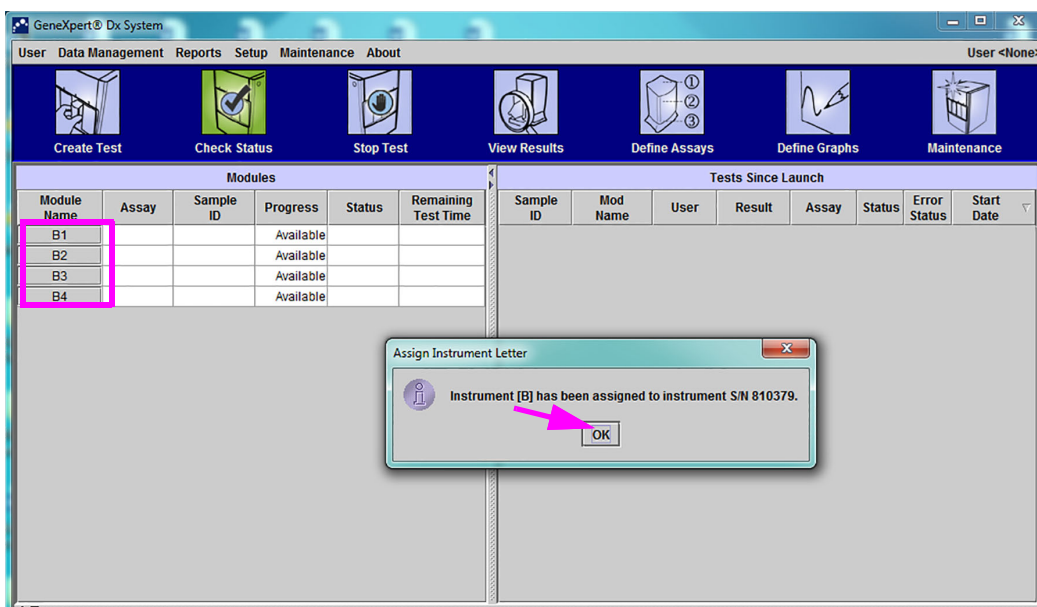 GeneXpert® Dx System
User Data Management Reports Setup Maintenance About User <None>
Create Test Check Status Stop Test View Results Define Assays Define Graphs Maintenance
① ② ③
Modules Tests Since Launch
Module Name Assay Sample ID Progress Status Remaining Test Time Sample ID Mod Name User Result Assay Status Error Status Start Date
B1 Available
B2 Available
B3 Available
B4 Available
Assign Instrument Letter
Instrument [B] has been assigned to instrument S/N 810379.
OK